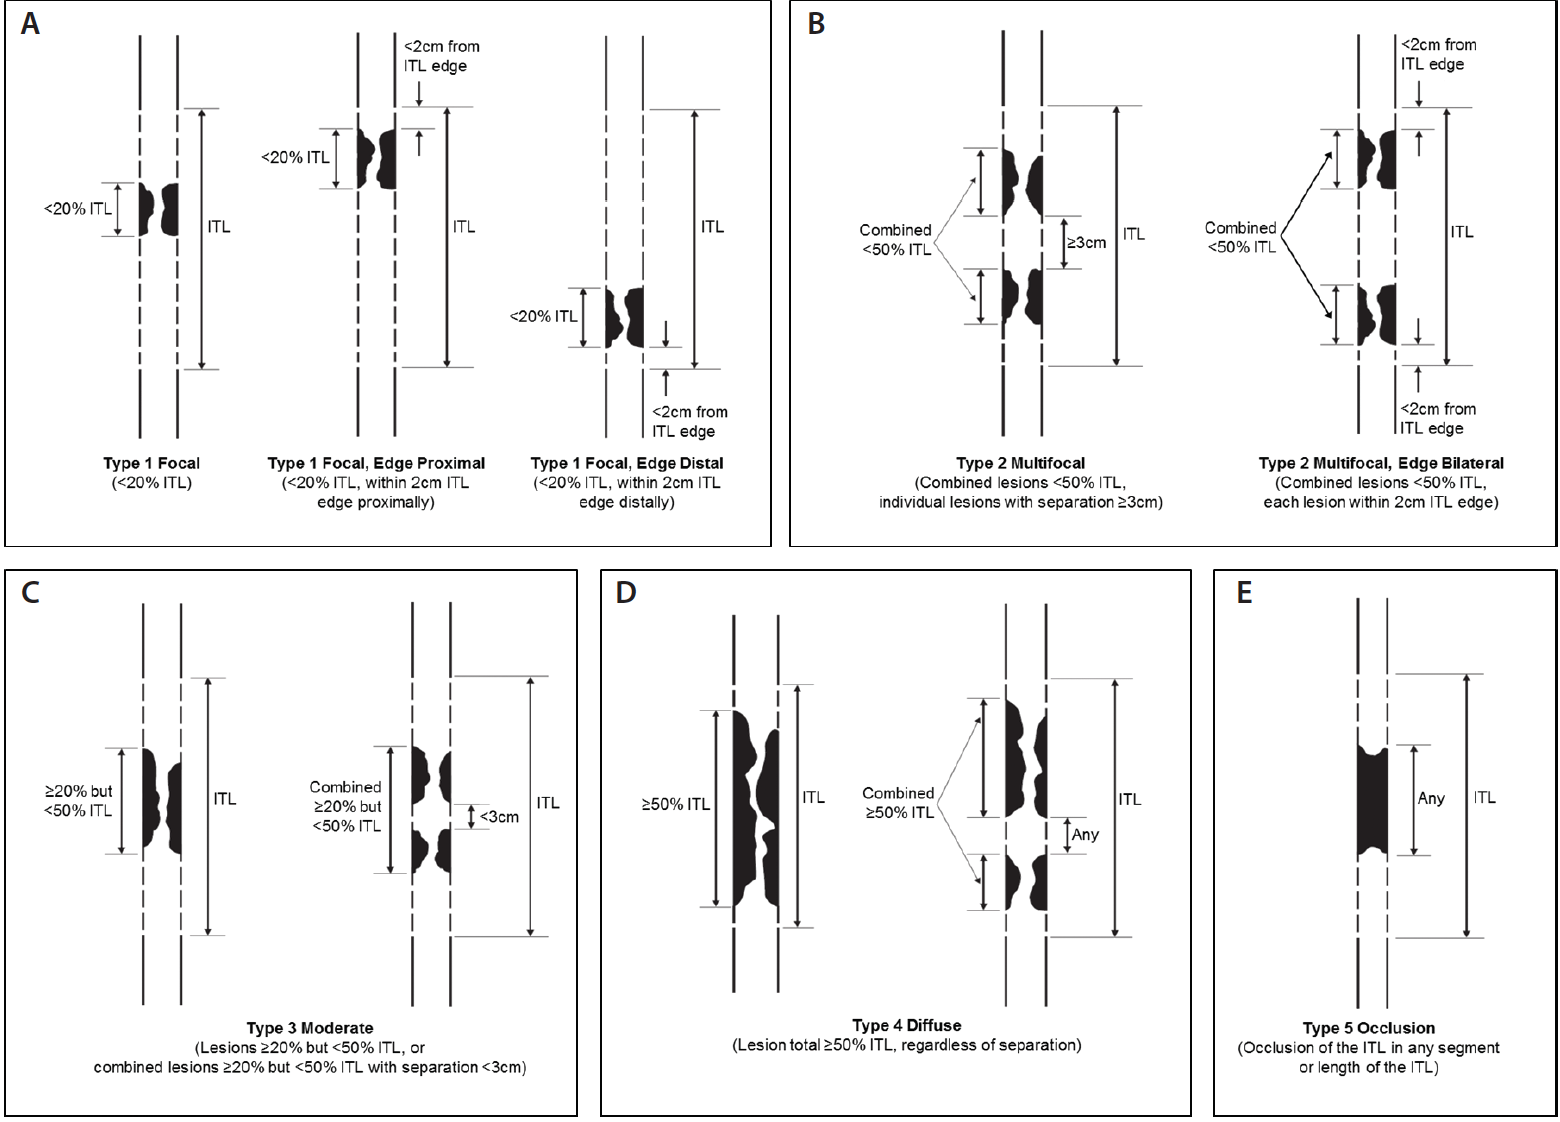 A
<2cm from
ITL edge
<20% ITL
ITL
<20% ITL
ITL
<20% ITL
ITL
<2cm from
ITL edge
Type 1 Focal
(<20% ITL)
Type 1 Focal, Edge Proximal
(<20% ITL, within 2cm ITL
edge proximally)
Type 1 Focal, Edge Distal
(<20% ITL, within 2cm ITL
edge distally)
B
Combined
<50% ITL
≥3cm
ITL
<2cm from
ITL edge
Combined
<50% ITL
ITL
<2cm from
ITL edge
Type 2 Multifocal
(Combined lesions <50% ITL,
individual lesions with separation ≥3cm)
Type 2 Multifocal, Edge Bilateral
(Combined lesions <50% ITL,
each lesion within 2cm ITL edge)
C
≥20% but
<50% ITL
ITL
Combined
≥20% but
<50% ITL
<3cm
ITL
Type 3 Moderate
(Lesions ≥20% but <50% ITL, or
combined lesions ≥20% but <50% ITL with separation <3cm)
D
≥50% ITL
ITL
Combined
≥50% ITL
Any
ITL
Type 4 Diffuse
(Lesion total ≥50% ITL, regardless of separation)
E
Any
ITL
Type 5 Occlusion
(Occlusion of the ITL in any segment
or length of the ITL)